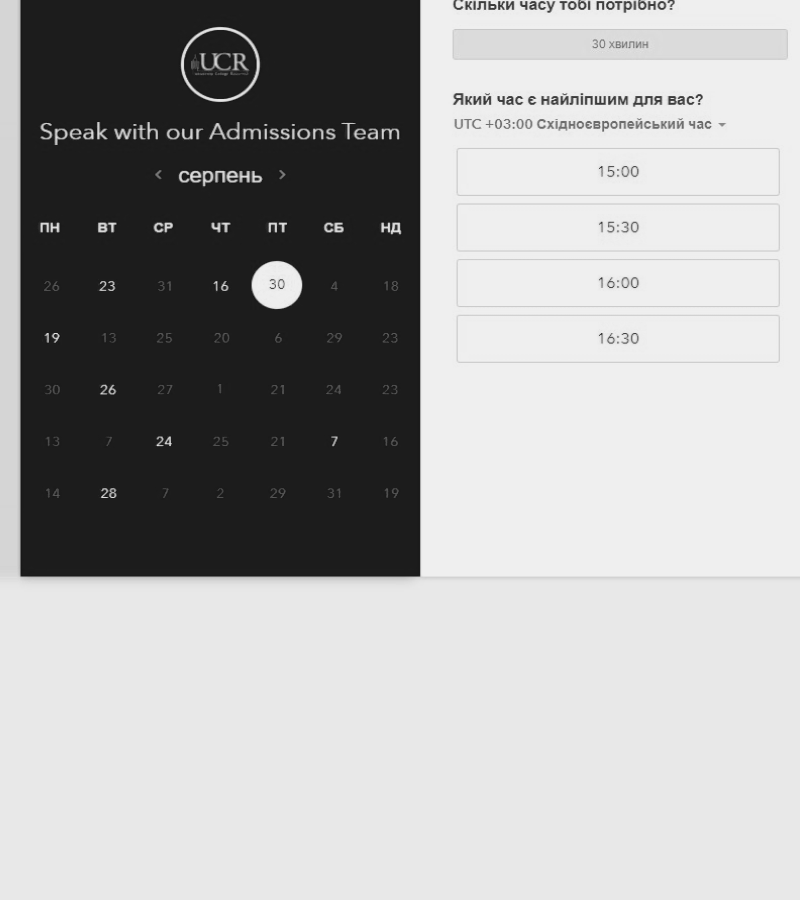 Скільки часу тобі потрібно?
30 хвилин
Який час є найліпшим для вас?
UTC +03:00 Східноєвропейський час
15:00
15:30
16:00
16:30
UCR
Speak with our Admissions Team
серпень
ПН ВТ СР ЧТ ПТ СБ НД
26 23 31 16 30 4 18
19 13 25 20 6 29 23
30 26 27 1 21 24 23
13 7 24 25 21 7 16
14 28 7 2 29 31 19